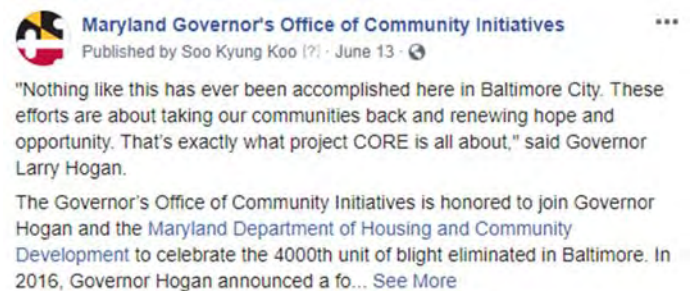 Maryland Governor's Office of Community Initiatives
Published by Soo Kyung Koo [?] · June 13 ·
"Nothing like this has ever been accomplished here in Baltimore City. These
efforts are about taking our communities back and renewing hope and
opportunity. That's exactly what project CORE is all about," said Governor
Larry Hogan.
The Governor's Office of Community Initiatives is honored to join Governor
Hogan and the Maryland Department of Housing and Community
Development to celebrate the 4000th unit of blight eliminated in Baltimore. In
2016, Governor Hogan announced a fo... See More